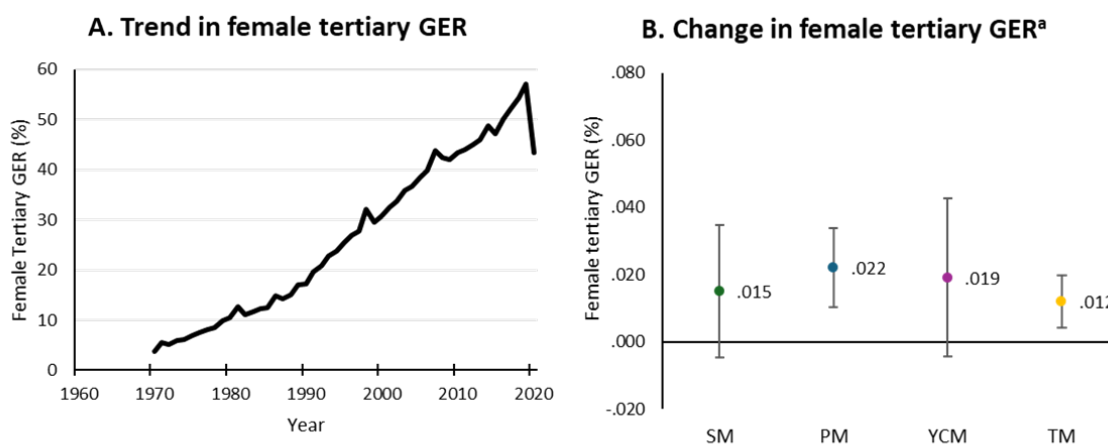 A. Trend in female tertiary GER
Female Tertiary GER (%)
60
50
40
30
20
10
0
1960 1970 1980 1990 2000 2010 2020
Year
B. Change in female tertiary GERᵃ
Female tertiary GER (%)
.080
.060
.040
.020
.000
-.020
.015
.022
.019
.012
SM PM YCM TM